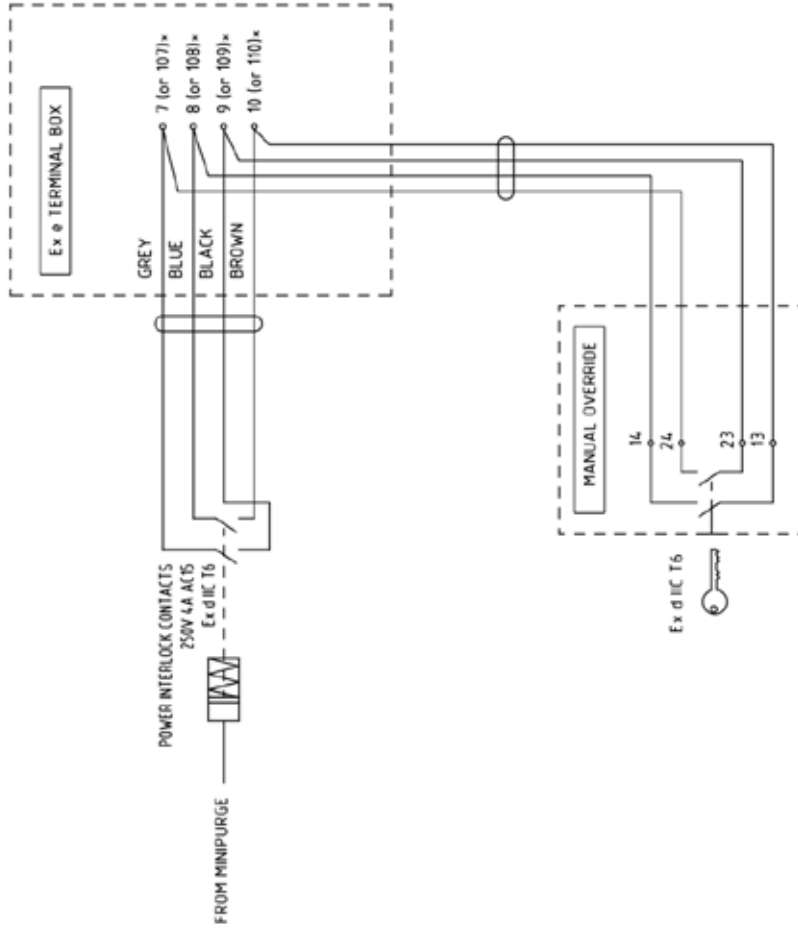 Ex e TERMINAL BOX
7 (or 107)*
8 (or 108)*
9 (or 109)*
10 (or 110)*
GREY
BLUE
BLACK
BROWN
POWER INTERLOCK CONTACTS
250V 4A AC15
Ex d IIC T6
FROM MINIPURGE
MANUAL OVERRIDE
14
24
23
13
Ex d IIC T6